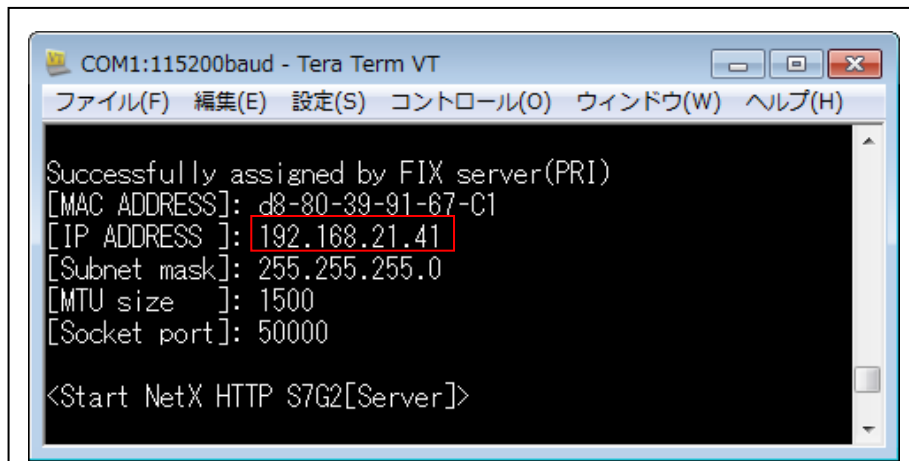 COM1:115200baud - Tera Term VT
ファイル(F) 編集(E) 設定(S) コントロール(O) ウィンドウ(W) ヘルプ(H)
Successfully assigned by FIX server(PRI)
[MAC ADDRESS]: d8-80-39-91-67-C1
[IP ADDRESS ]: 192.168.21.41
[Subnet mask]: 255.255.255.0
[MTU size   ]: 1500
[Socket port]: 50000
<Start NetX HTTP S7G2[Server]>